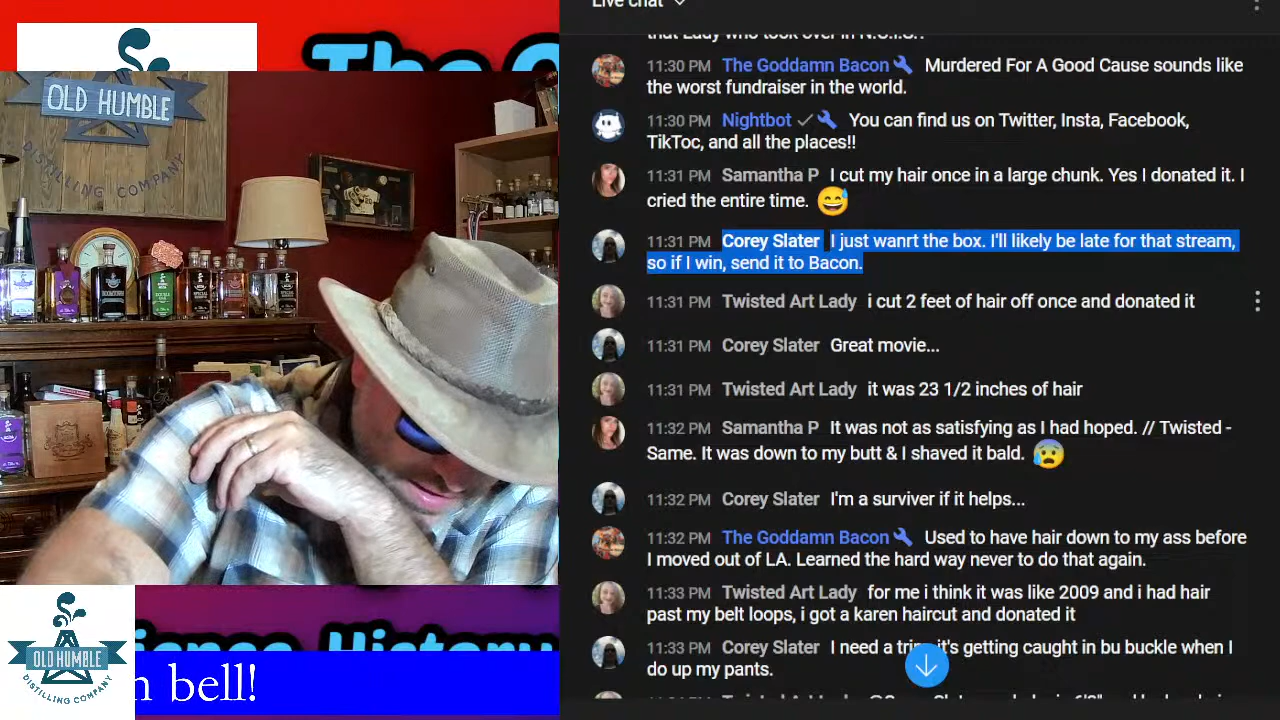 The
OLD HUMBLE
DISTILLING COMPANY
OLD HUMBLE
DISTILLING COMPANY
History
n bell!
Live chat
that Lady who took over in N.C.I.S..
11:30 PM The Goddamn Bacon Murdered For A Good Cause sounds like
the worst fundraiser in the world.
11:30 PM Nightbot You can find us on Twitter, Insta, Facebook,
TikToc, and all the places!!
11:31 PM Samantha P I cut my hair once in a large chunk. Yes I donated it. I
cried the entire time. 😅
11:31 PM Corey Slater I just wanrt the box. I'll likely be late for that stream,
so if I win, send it to Bacon.
11:31 PM Twisted Art Lady i cut 2 feet of hair off once and donated it
11:31 PM Corey Slater Great movie...
11:31 PM Twisted Art Lady it was 23 1/2 inches of hair
11:32 PM Samantha P It was not as satisfying as I had hoped. // Twisted -
Same. It was down to my butt & I shaved it bald. 😰
11:32 PM Corey Slater I'm a surviver if it helps...
11:32 PM The Goddamn Bacon Used to have hair down to my ass before
I moved out of LA. Learned the hard way never to do that again.
11:33 PM Twisted Art Lady for me i think it was like 2009 and i had hair
past my belt loops, i got a karen haircut and donated it
11:33 PM Corey Slater I need a trim it's getting caught in bu buckle when I
do up my pants.